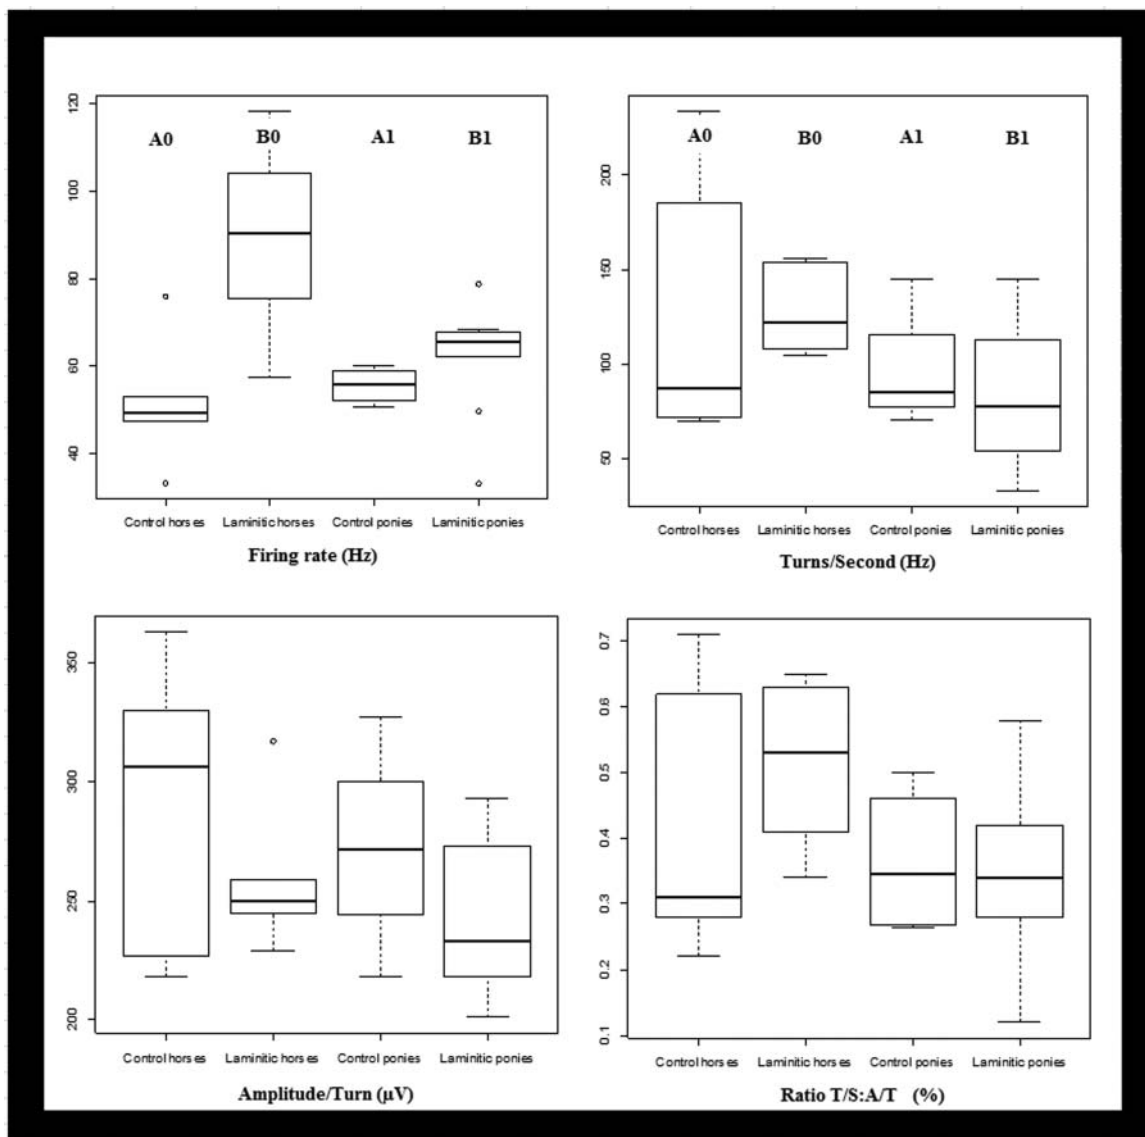 120
100
80
60
40
A0
B0
A1
B1
Control horses
Laminitic horses
Control ponies
Laminitic ponies
Firing rate (Hz)
200
150
100
50
A0
B0
A1
B1
Control horses
Laminitic horses
Control ponies
Laminitic ponies
Turns/Second (Hz)
350
300
250
200
Control horses
Laminitic horses
Control ponies
Laminitic ponies
Amplitude/Turn (µV)
0.7
0.6
0.5
0.4
0.3
0.2
0.1
Control horses
Laminitic horses
Control ponies
Laminitic ponies
Ratio T/S:A/T (%)